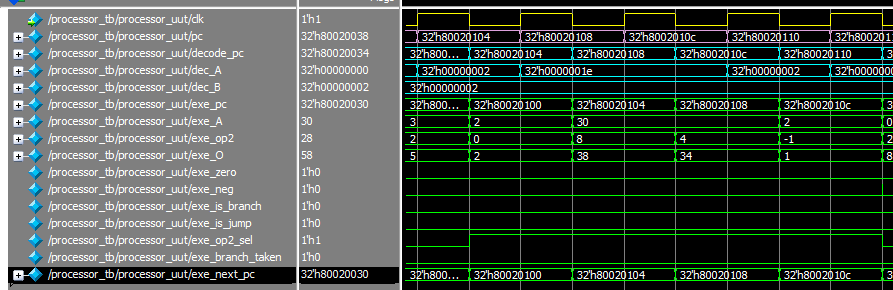 /processor_tb/processor_uut/clk 1'h1
/processor_tb/processor_uut/pc 32'h80020038 32'h80020104 32'h80020108 32'h8002010c 32'h80020110
/processor_tb/processor_uut/decode_pc 32'h80020034 32'h800... 32'h80020104 32'h80020108 32'h8002010c 32'h80020110 3
/processor_tb/processor_uut/dec_A 32'h00000000 32'h00000002 32'h0000001e 32'h00000002 32'h00000
/processor_tb/processor_uut/dec_B 32'h00000002 32'h00000002
/processor_tb/processor_uut/exe_pc 32'h80020030 32'h800... 32'h80020100 32'h80020104 32'h80020108 32'h8002010c 3
/processor_tb/processor_uut/exe_A 30 3 2 30 2 0
/processor_tb/processor_uut/exe_op2 28 2 0 8 4 -1 2
/processor_tb/processor_uut/exe_O 58 5 2 38 34 1 8
/processor_tb/processor_uut/exe_zero 1'h0
/processor_tb/processor_uut/exe_neg 1'h0
/processor_tb/processor_uut/exe_is_branch 1'h0
/processor_tb/processor_uut/exe_is_jump 1'h0
/processor_tb/processor_uut/exe_op2_sel 1'h1
/processor_tb/processor_uut/exe_branch_taken 1'h0
/processor_tb/processor_uut/exe_next_pc 32'h80020030 32'h800... 32'h80020100 32'h80020104 32'h80020108 32'h8002010c 3